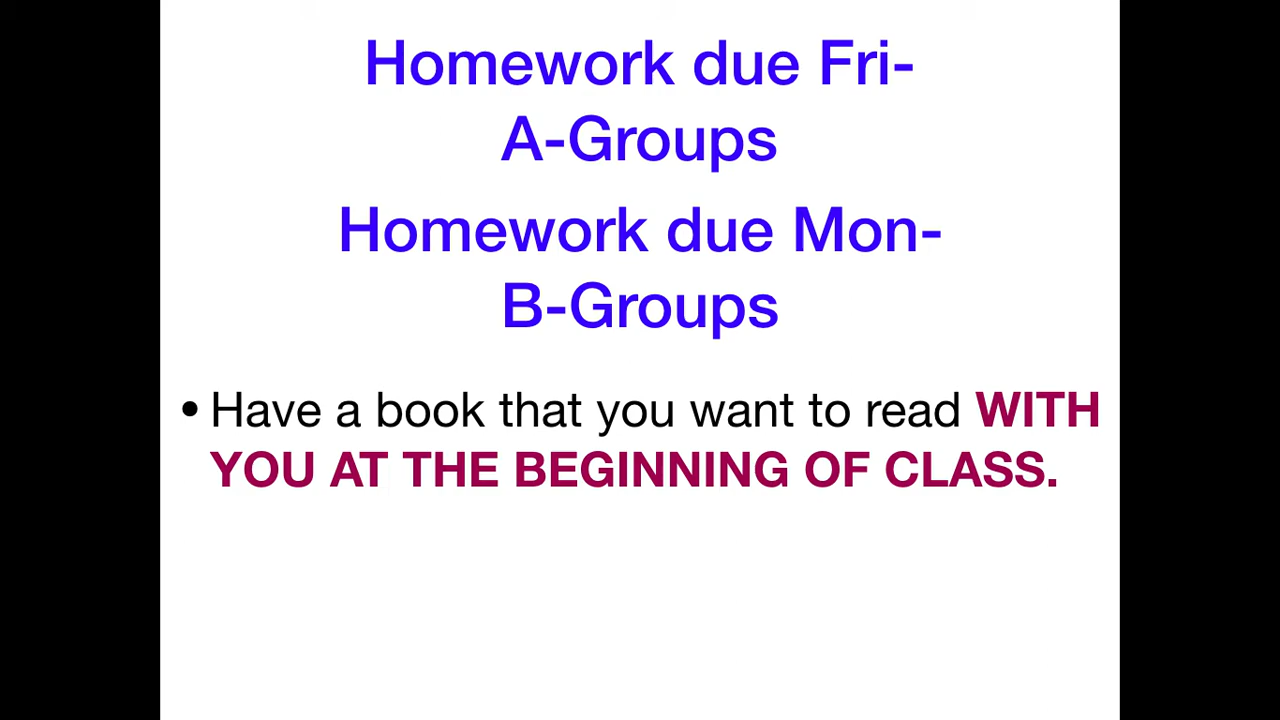 Homework due Fri-
A-Groups
Homework due Mon-
B-Groups
• Have a book that you want to read WITH
YOU AT THE BEGINNING OF CLASS.